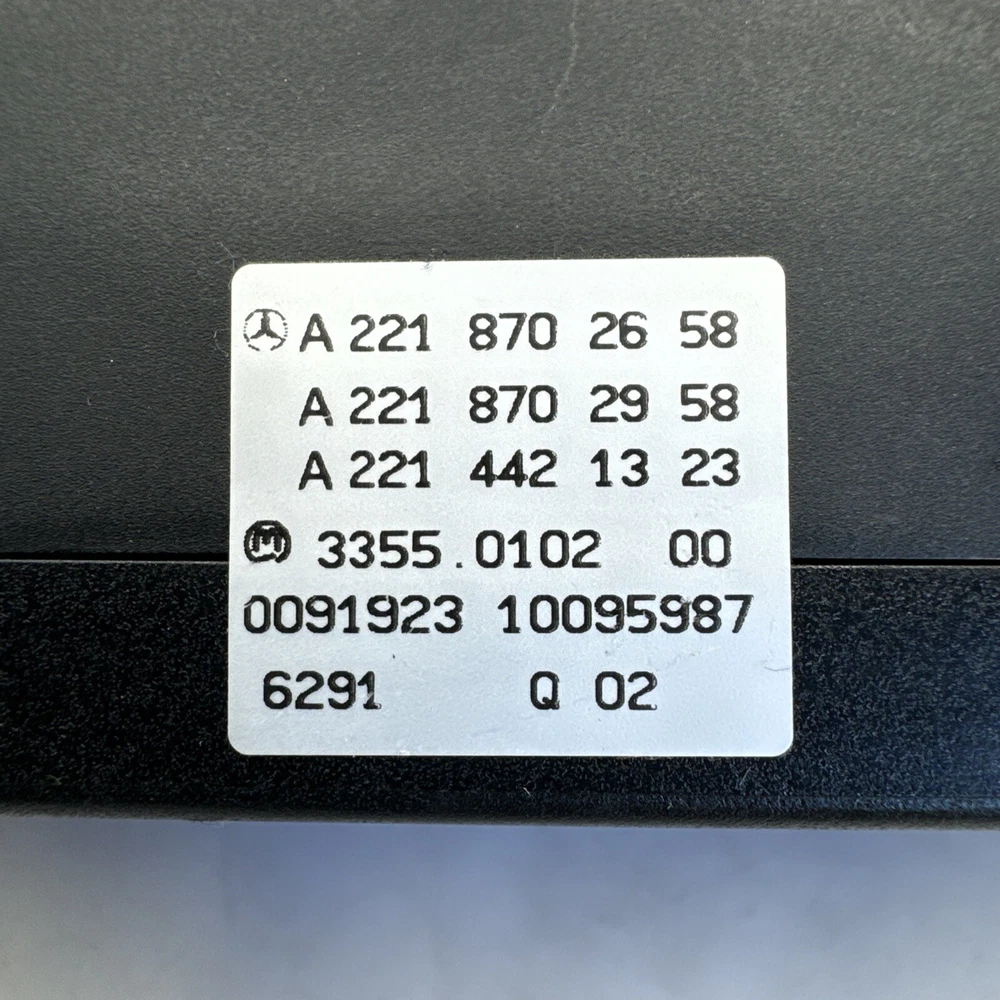 A 221 870 26 58
A 221 870 29 58
A 221 442 13 23
M 3355.0102 00
0091923 10095987
6291 Q 02